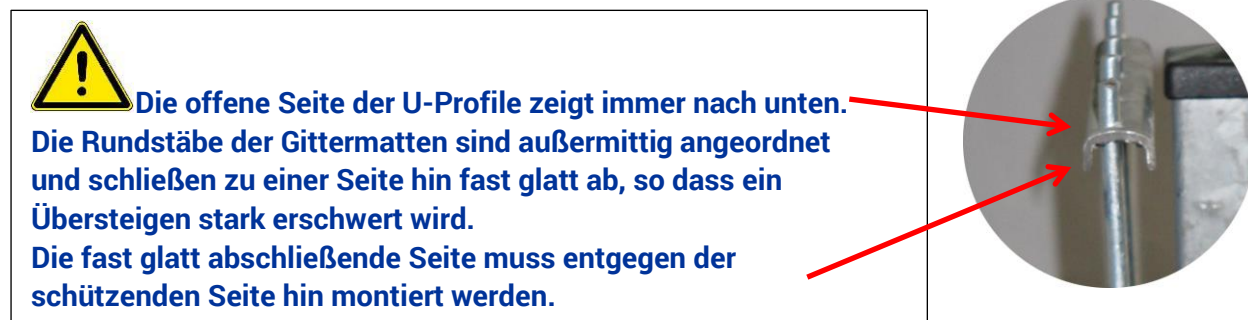 Die offene Seite der U-Profile zeigt immer nach unten.
Die Rundstäbe der Gittermatten sind außermittig angeordnet
und schließen zu einer Seite hin fast glatt ab, so dass ein
Übersteigen stark erschwert wird.
Die fast glatt abschließende Seite muss entgegen der
schützenden Seite hin montiert werden.